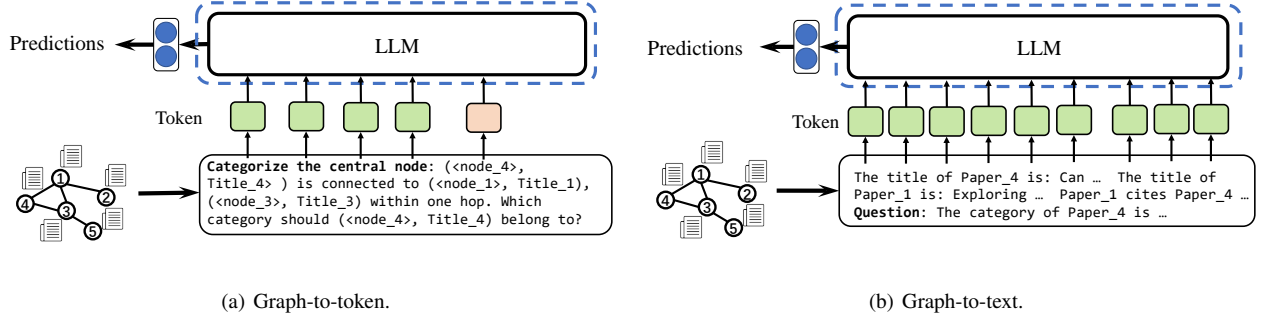 Predictions
LLM
Token
1
2
3
4
5
Categorize the central node: (<node_4>,
Title_4> ) is connected to (<node_1>, Title_1),
(<node_3>, Title_3) within one hop. Which
category should (<node_4>, Title_4) belong to?
(a) Graph-to-token.
Predictions
LLM
Token
1
2
3
4
5
The title of Paper_4 is: Can … The title of
Paper_1 is: Exploring … Paper_1 cites Paper_4 …
Question: The category of Paper_4 is …
(b) Graph-to-text.